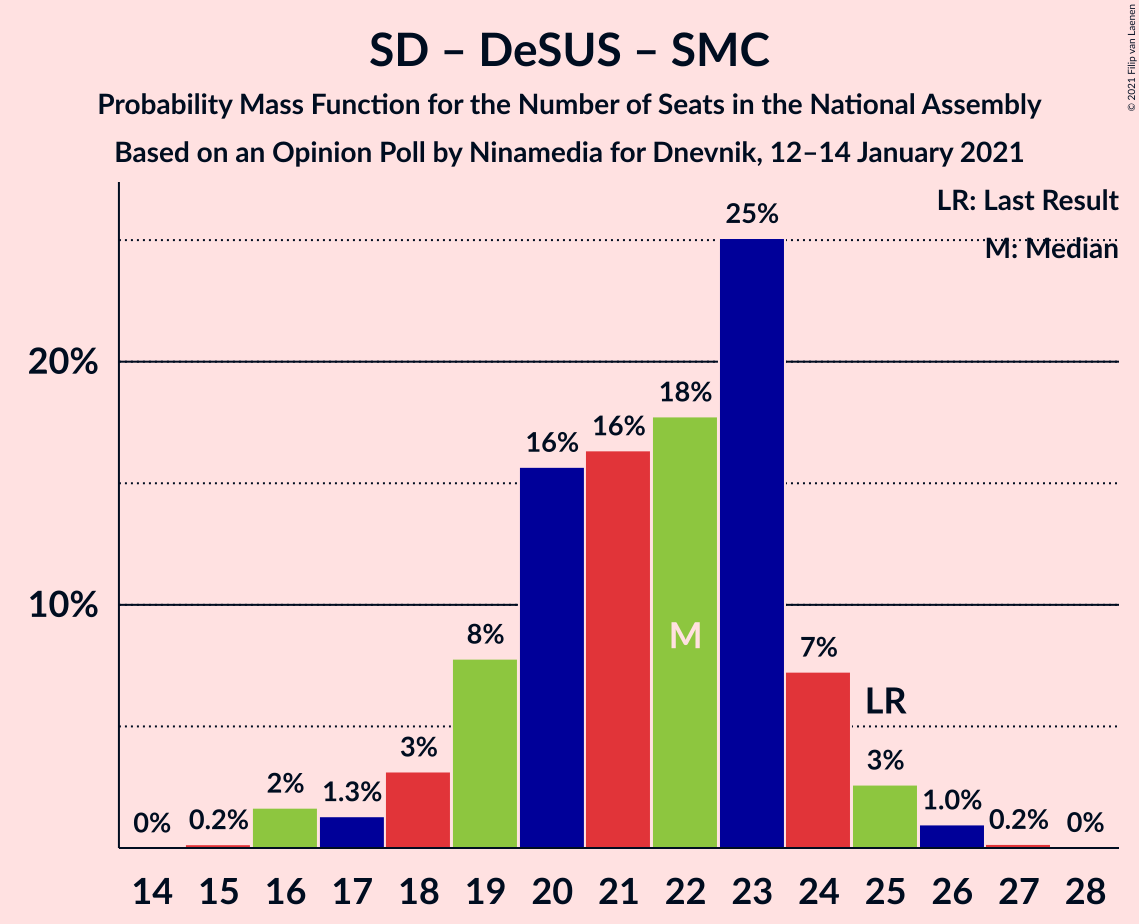 SD – DeSUS – SMC
Probability Mass Function for the Number of Seats in the National Assembly
Based on an Opinion Poll by Ninamedia for Dnevnik, 12–14 January 2021
© 2021 Filip van Laenen
LR: Last Result
M: Median
20%
10%
0%
0.2%
2%
1.3%
3%
8%
16%
16%
18%
25%
7%
3%
1.0%
0.2%
0%
M
LR
14 15 16 17 18 19 20 21 22 23 24 25 26 27 28